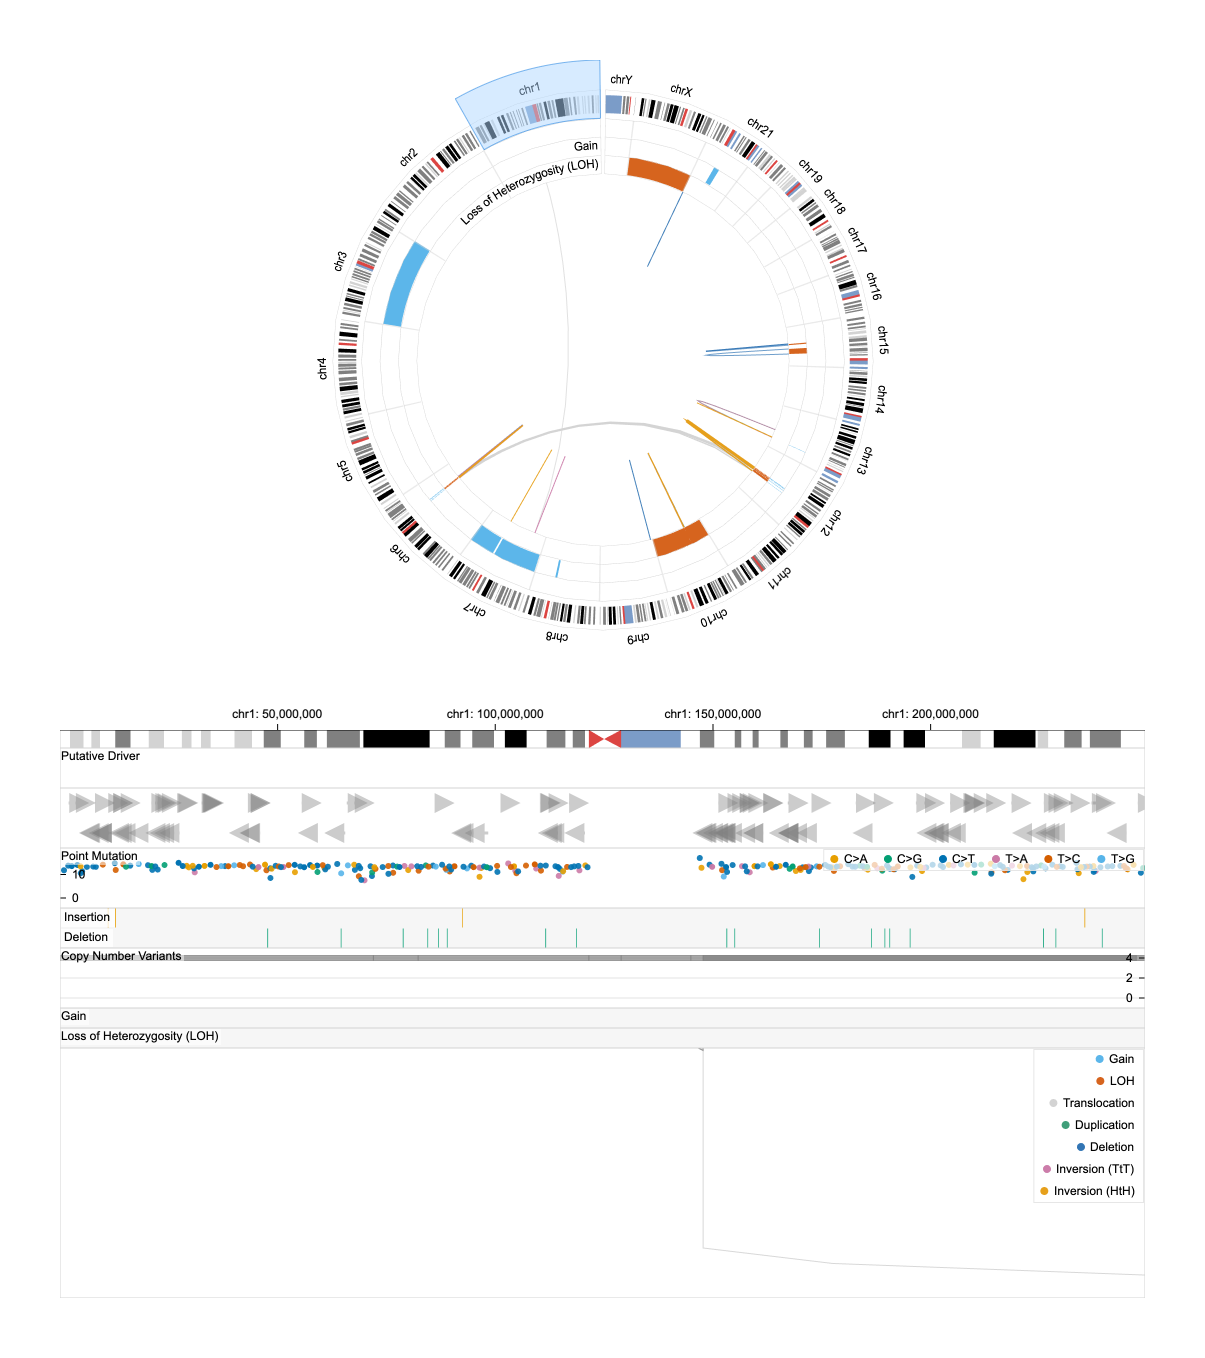 chrY
chrX
chr21
chr19
chr18
chr17
chr16
chr15
chr14
chr13
chr12
chr11
chr10
chr9
chr8
chr7
chr6
chr5
chr4
chr3
chr2
chr1
Gain
Loss of Heterozygosity (LOH)
chr1: 50,000,000
chr1: 100,000,000
chr1: 150,000,000
chr1: 200,000,000
Putative Driver
Point Mutation
C>A C>G C>T T>A T>C T>G
10
0
Insertion
Deletion
Copy Number Variants
4
2
0
Gain
Loss of Heterozygosity (LOH)
Gain
LOH
Translocation
Duplication
Deletion
Inversion (TtT)
Inversion (HtH)